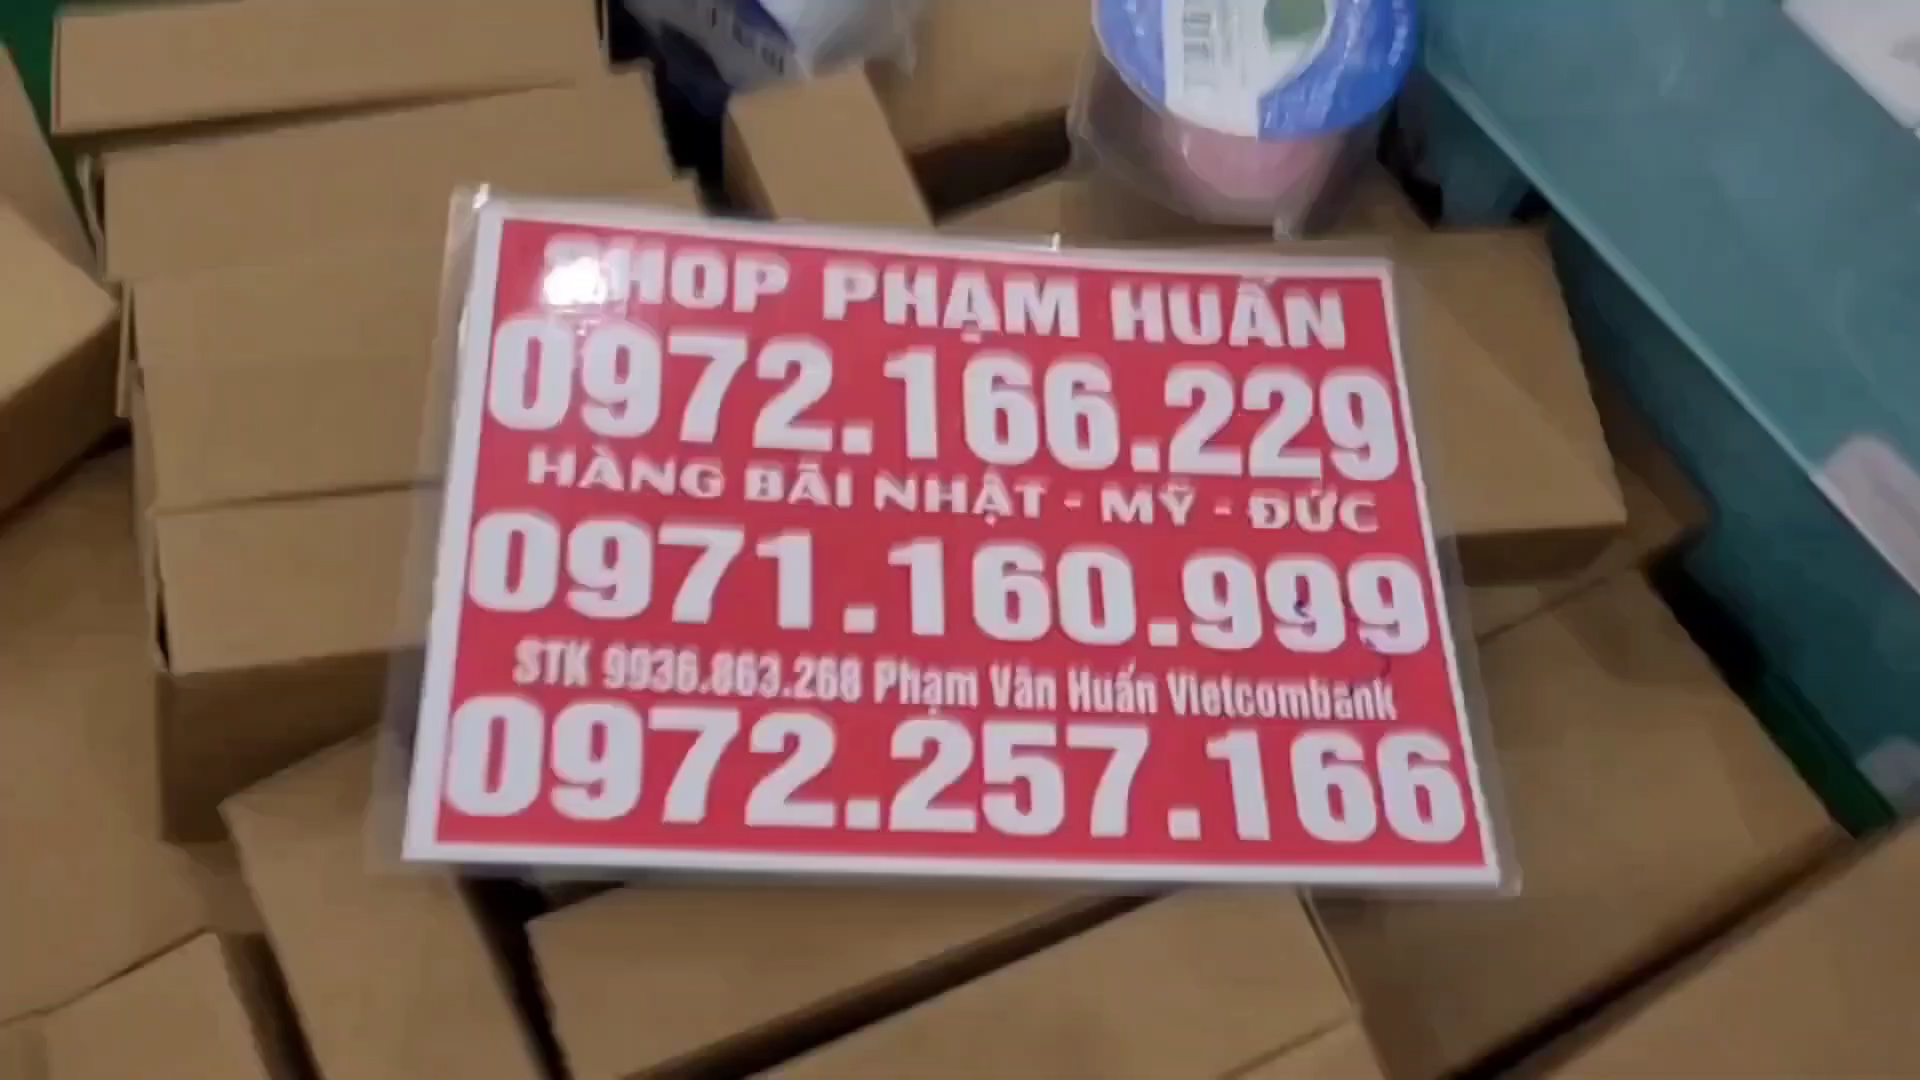 SHOP PHẠM HUẤN
0972.166.229
HÀNG BÃI NHẬT - MỸ - ĐỨC
0971.160.999
STK 9936.863.268 Phạm Văn Huấn Vietcombank
0972.257.166